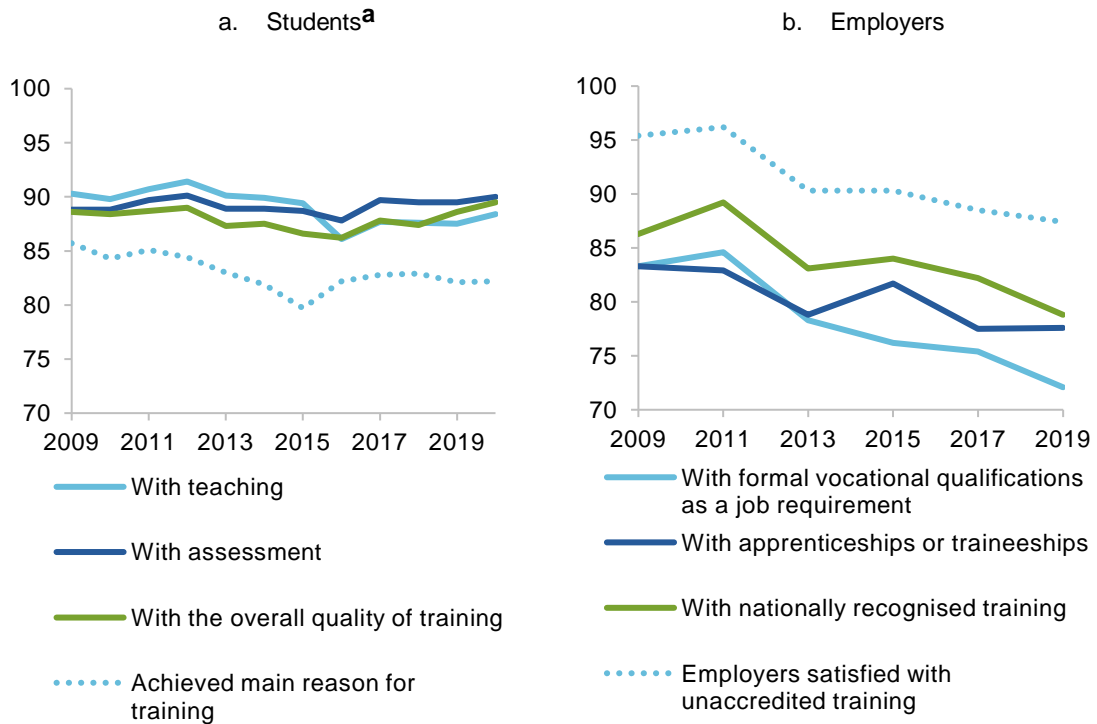 a. Students a
100
95
90
85
80
75
70
2009 2011 2013 2015 2017 2019
With teaching
With assessment
With the overall quality of training
Achieved main reason for
training
b. Employers
100
95
90
85
80
75
70
2009 2011 2013 2015 2017 2019
With formal vocational qualifications
as a job requirement
With apprenticeships or traineeships
With nationally recognised training
Employers satisfied with
unaccredited training